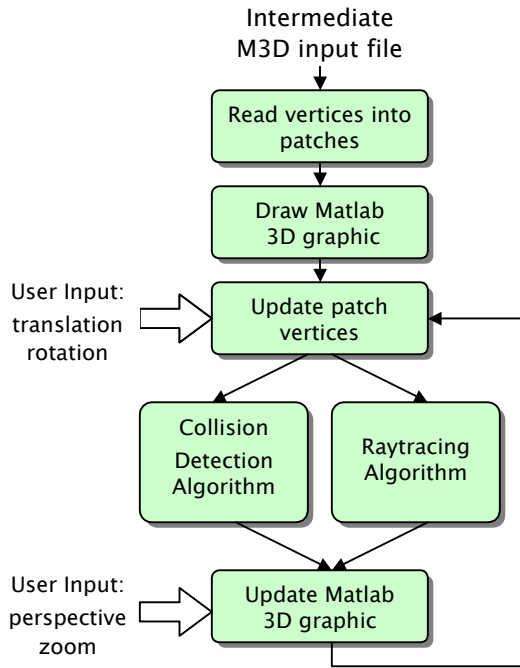 Intermediate
M3D input file
Read vertices into
patches
Draw Matlab
3D graphic
User Input:
translation
rotation
Update patch
vertices
Collision
Detection
Algorithm
Raytracing
Algorithm
User Input:
perspective
zoom
Update Matlab
3D graphic